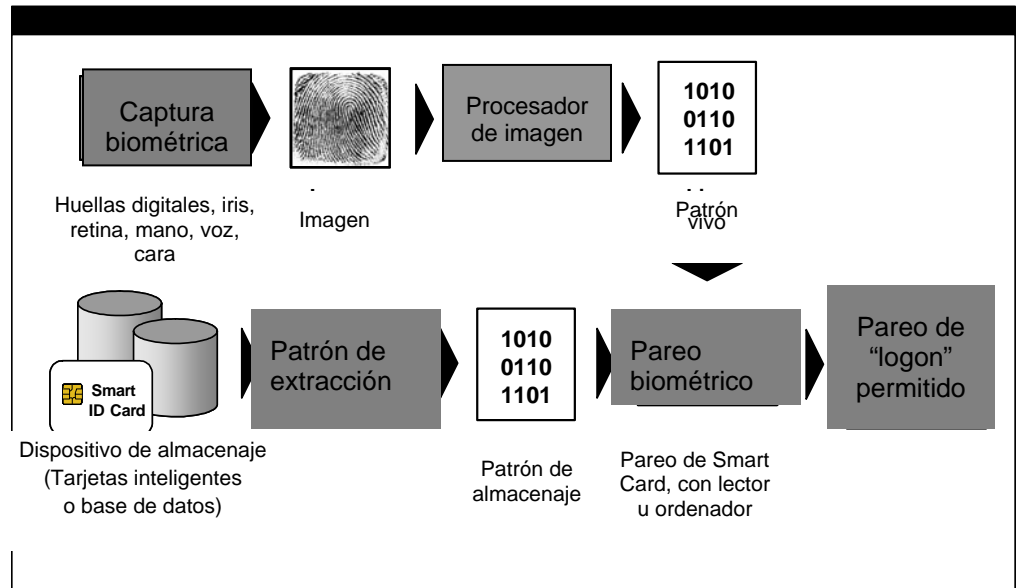 Captura
biométrica
Procesador
de imagen
1010
0110
1101
Huellas digitales, iris,
retina, mano, voz,
cara
Imagen
Patrón
vivo
Smart
ID Card
Patrón de
extracción
1010
0110
1101
Pareo
biométrico
Pareo de
“logon”
permitido
Dispositivo de almacenaje
(Tarjetas inteligentes
o base de datos)
Patrón de
almacenaje
Pareo de Smart
Card, con lector
u ordenador